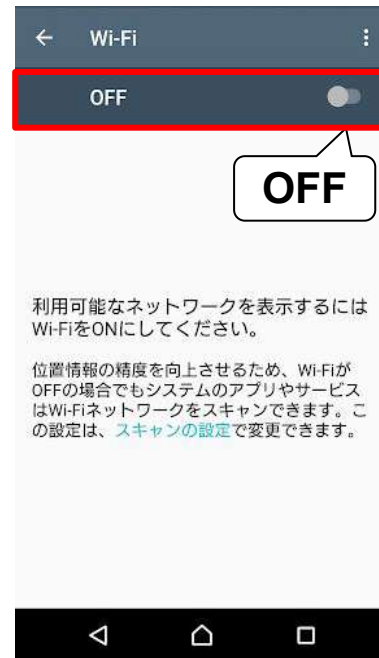 Wi-Fi
OFF
OFF
利用可能なネットワークを表示するには
Wi-FiをONにしてください。
位置情報の精度を向上させるため、Wi-Fiが
OFFの場合でもシステムのアプリやサービス
はWi-Fiネットワークをスキャンできます。こ
の設定は、スキャンの設定で変更できます。